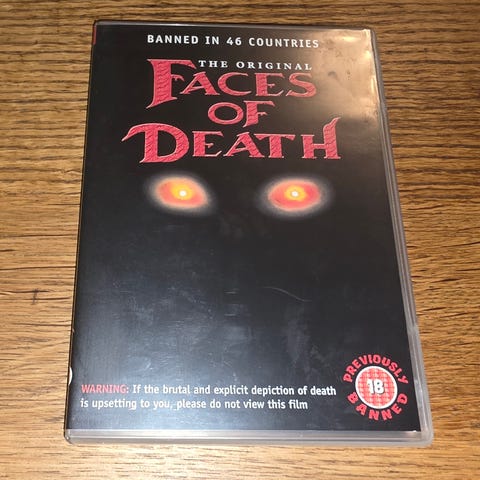 BANNED IN 46 COUNTRIES
THE ORIGINAL
FACES
OF
DEATH
WARNING: If the brutal and explicit depiction of death
is upsetting to you, please do not view this film
PREVIOUSLY
18
BANNED